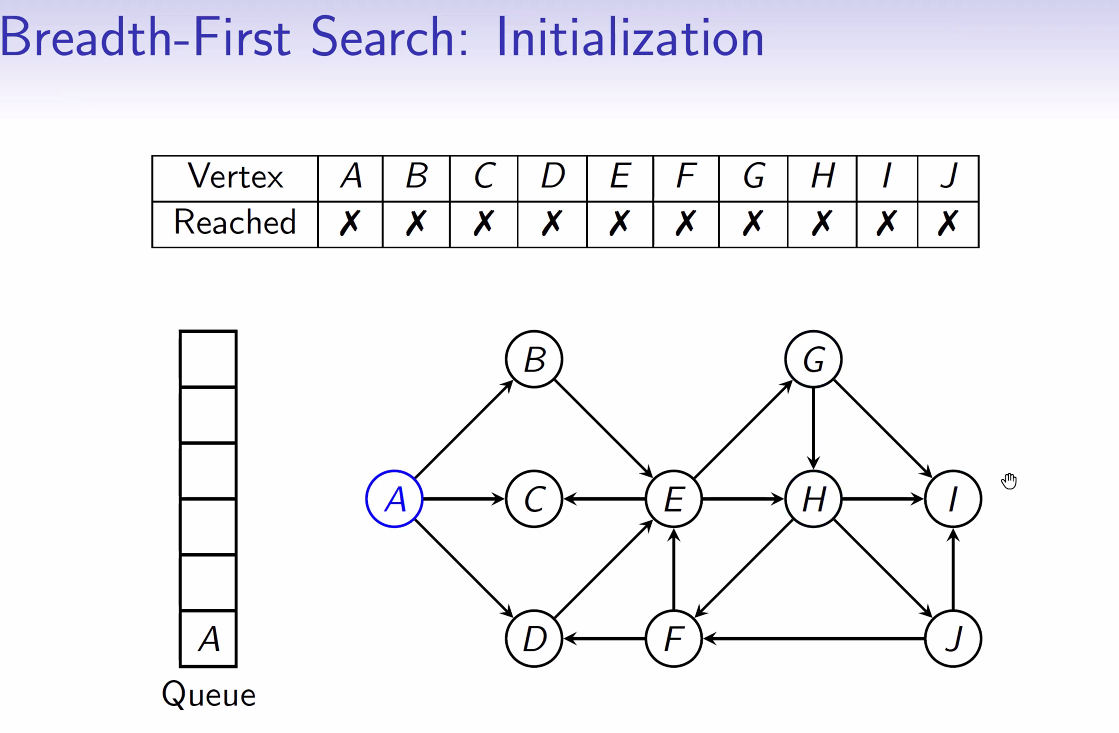 Breadth-First Search: Initialization
Vertex A B C D E F G H I J
Reached ✗ ✗ ✗ ✗ ✗ ✗ ✗ ✗ ✗ ✗
B G
A C E H I
A D F J
Queue